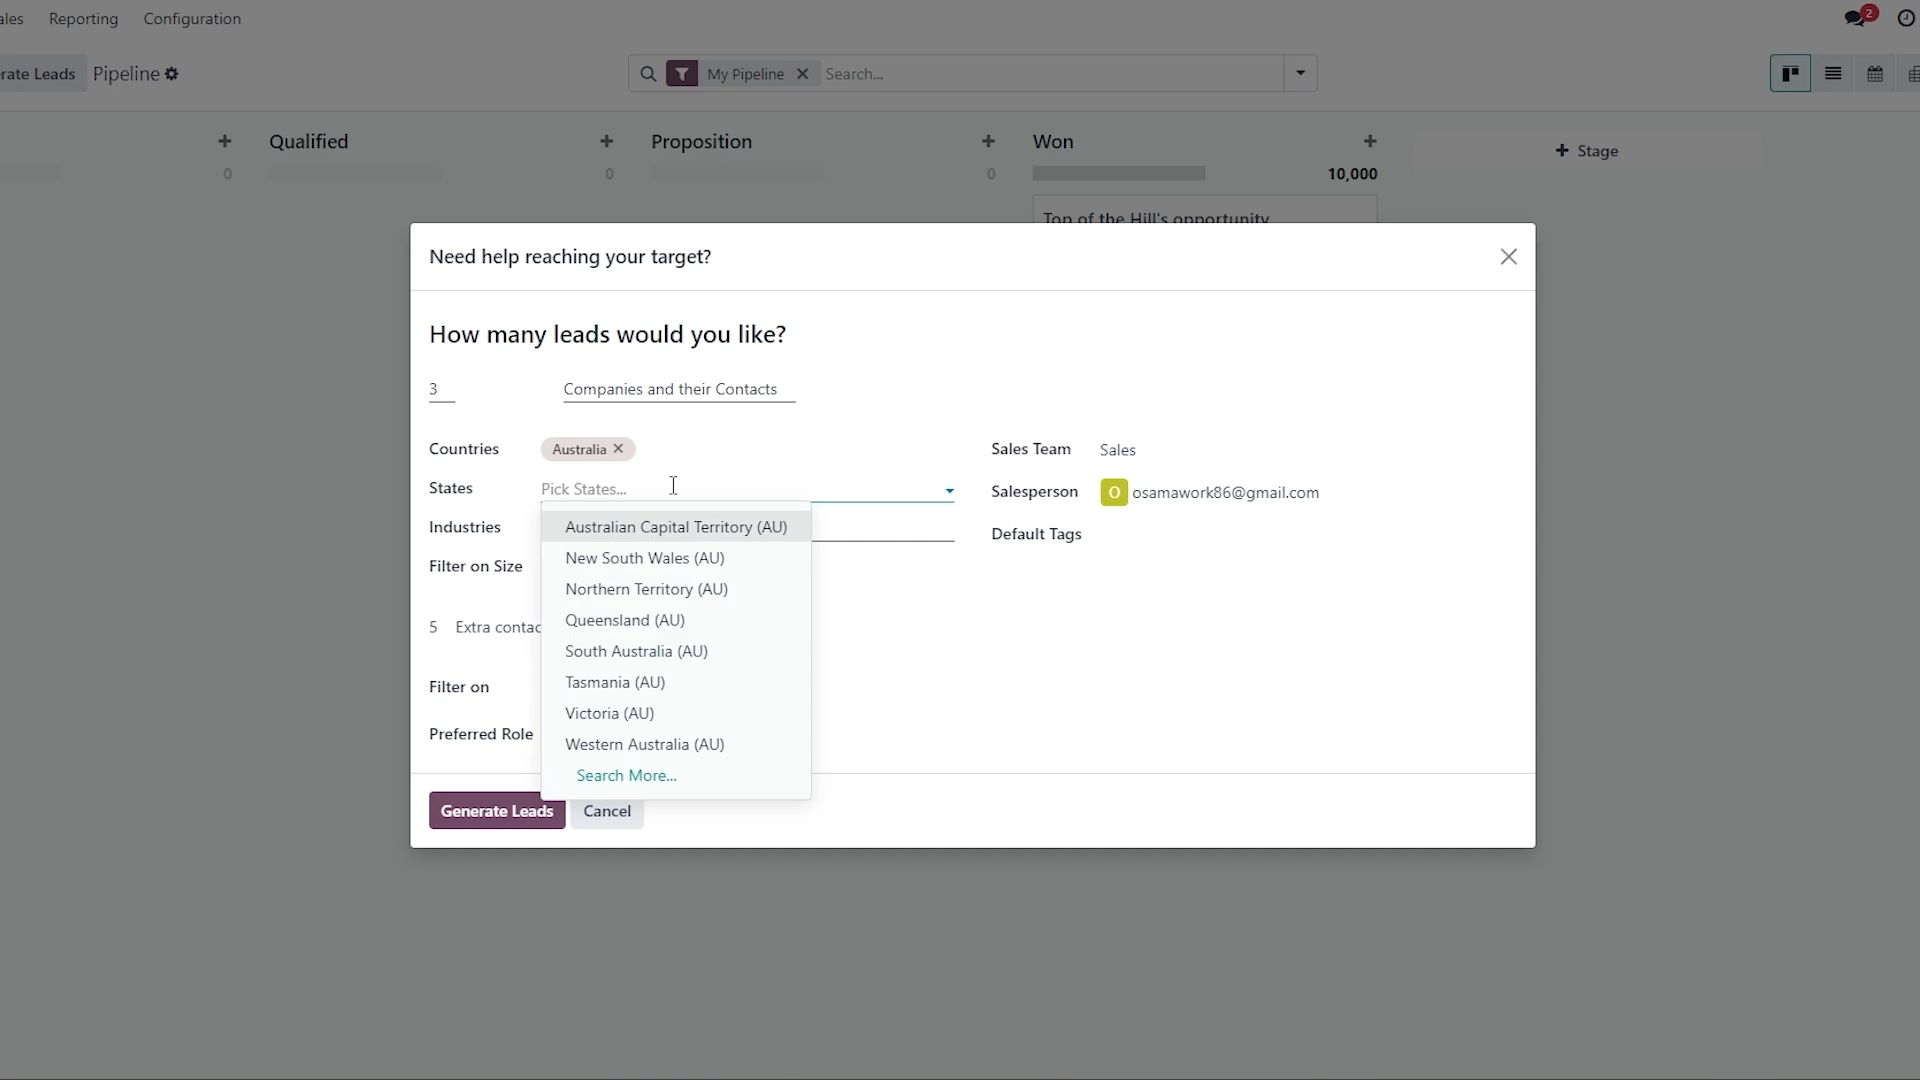 Reporting Configuration 2
Leads Pipeline My Pipeline Search...
Qualified Proposition Won Stage
0 0 0 10,000
Top of the Hill's opportunity
Need help reaching your target?
How many leads would you like?
3 Companies and their Contacts
Countries Australia Sales Team Sales
States Pick States... Salesperson O osamawork86@gmail.com
Industries Australian Capital Territory (AU) Default Tags
New South Wales (AU)
Filter on Size Northern Territory (AU)
Queensland (AU)
5 Extra South Australia (AU)
Filter on Tasmania (AU)
Victoria (AU)
Preferred Role Western Australia (AU)
Search More...
Generate Leads Cancel